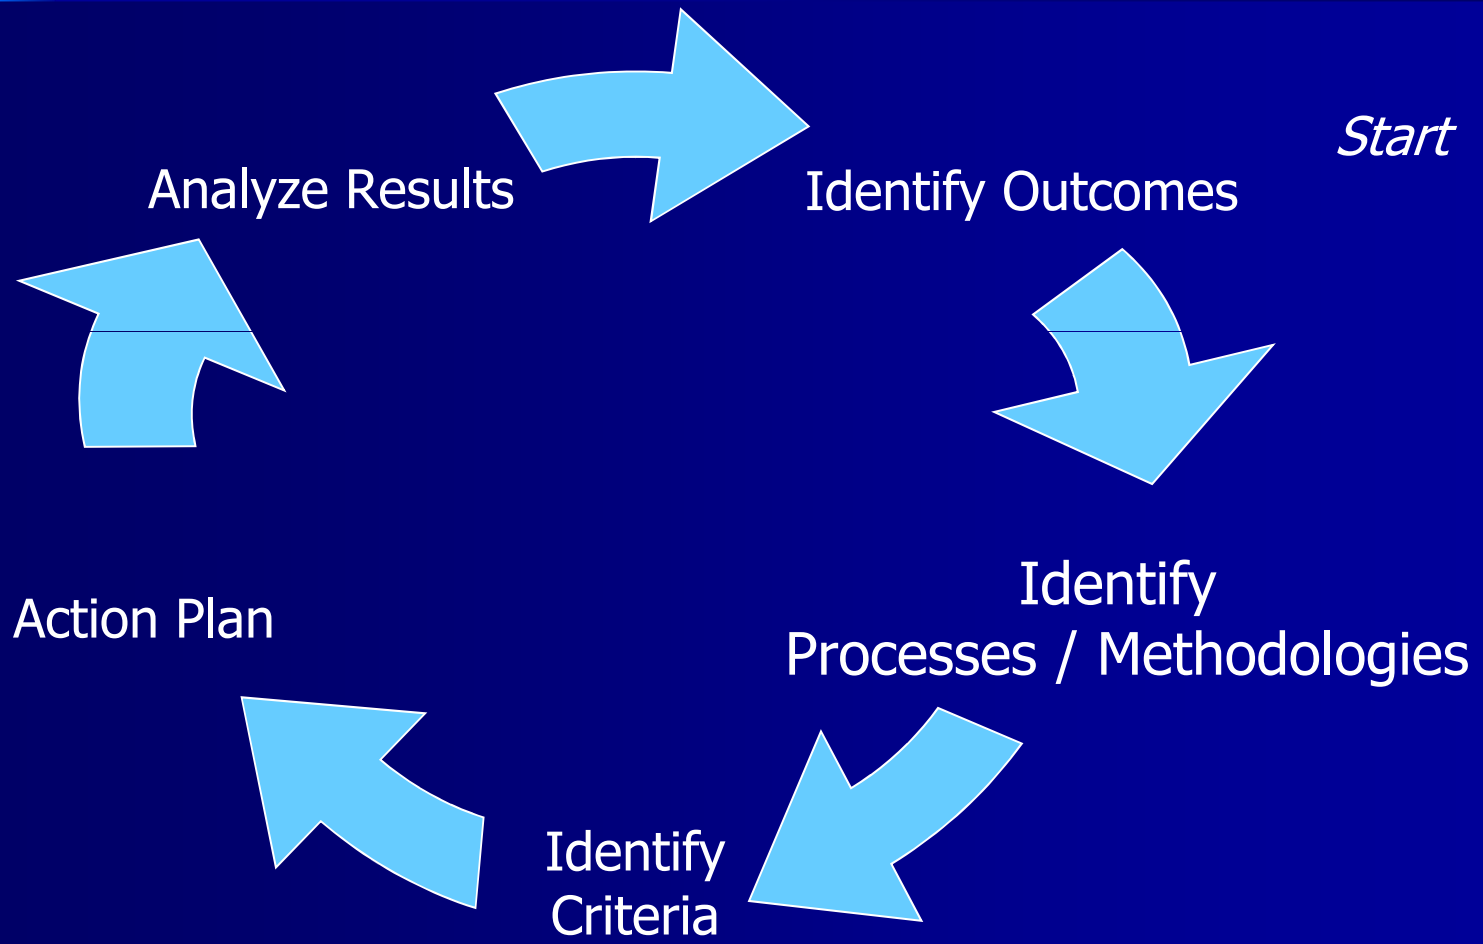 Start
Analyze Results
Identify Outcomes
Identify
Processes / Methodologies
Action Plan
Identify
Criteria